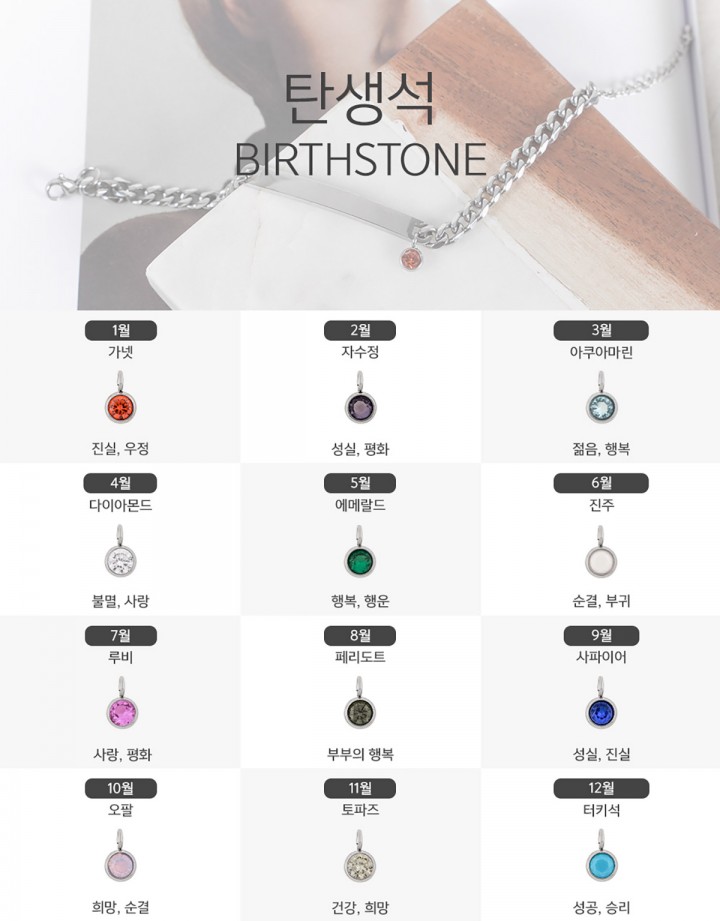 탄생석
BIRTHSTONE
1월
가넷
진실, 우정
2월
자수정
성실, 평화
3월
아쿠아마린
젊음, 행복
4월
다이아몬드
불멸, 사랑
5월
에메랄드
행복, 행운
6월
진주
순결, 부귀
7월
루비
사랑, 평화
8월
페리도트
부부의 행복
9월
사파이어
성실, 진실
10월
오팔
희망, 순결
11월
토파즈
건강, 희망
12월
터키석
성공, 승리